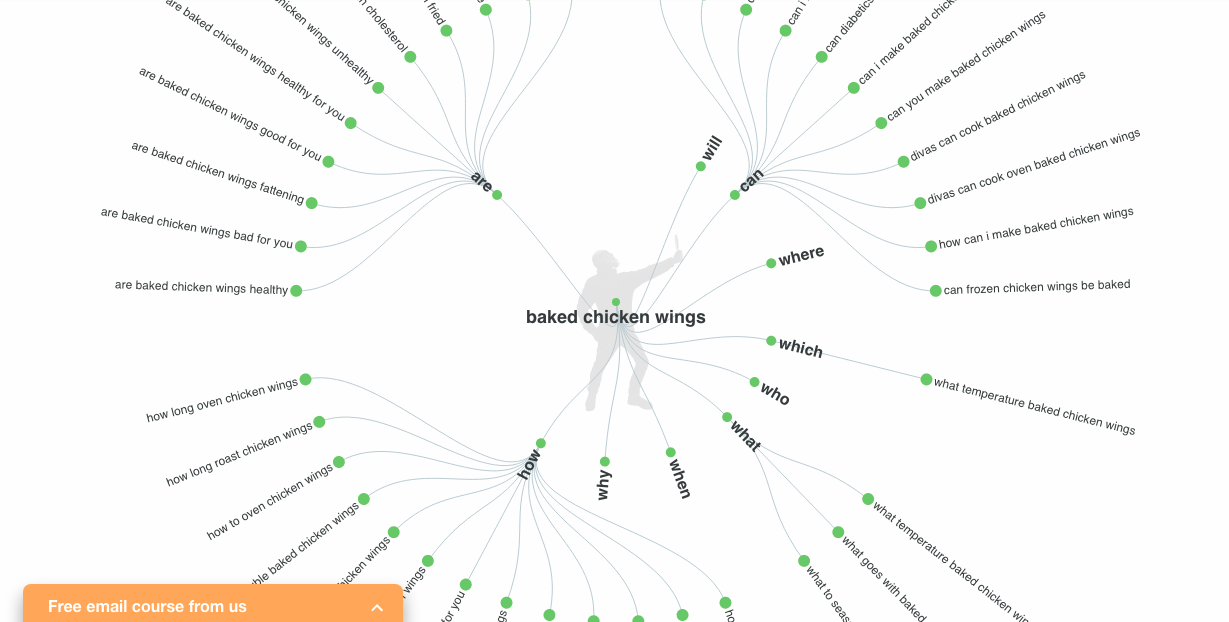 cholesterol
fried
are baked chicken wings healthy for you
chicken wings unhealthy
are baked chicken wings good for you
are baked chicken wings fattening
are baked chicken wings bad for you
are baked chicken wings healthy
are
will
can
can i
can diabetics
can i make baked
can you make baked chicken wings
divas can cook baked chicken wings
divas can cook oven baked chicken wings
how can i make baked chicken wings
can frozen chicken wings be baked
where
baked chicken wings
which
what temperature baked chicken wings
who
what
what temperature baked chicken
what goes with baked
what to
when
why
how
how long oven chicken wings
how long roast chicken wings
how to oven chicken wings
baked chicken wings
chicken wings
wings
for you
Free email course from us